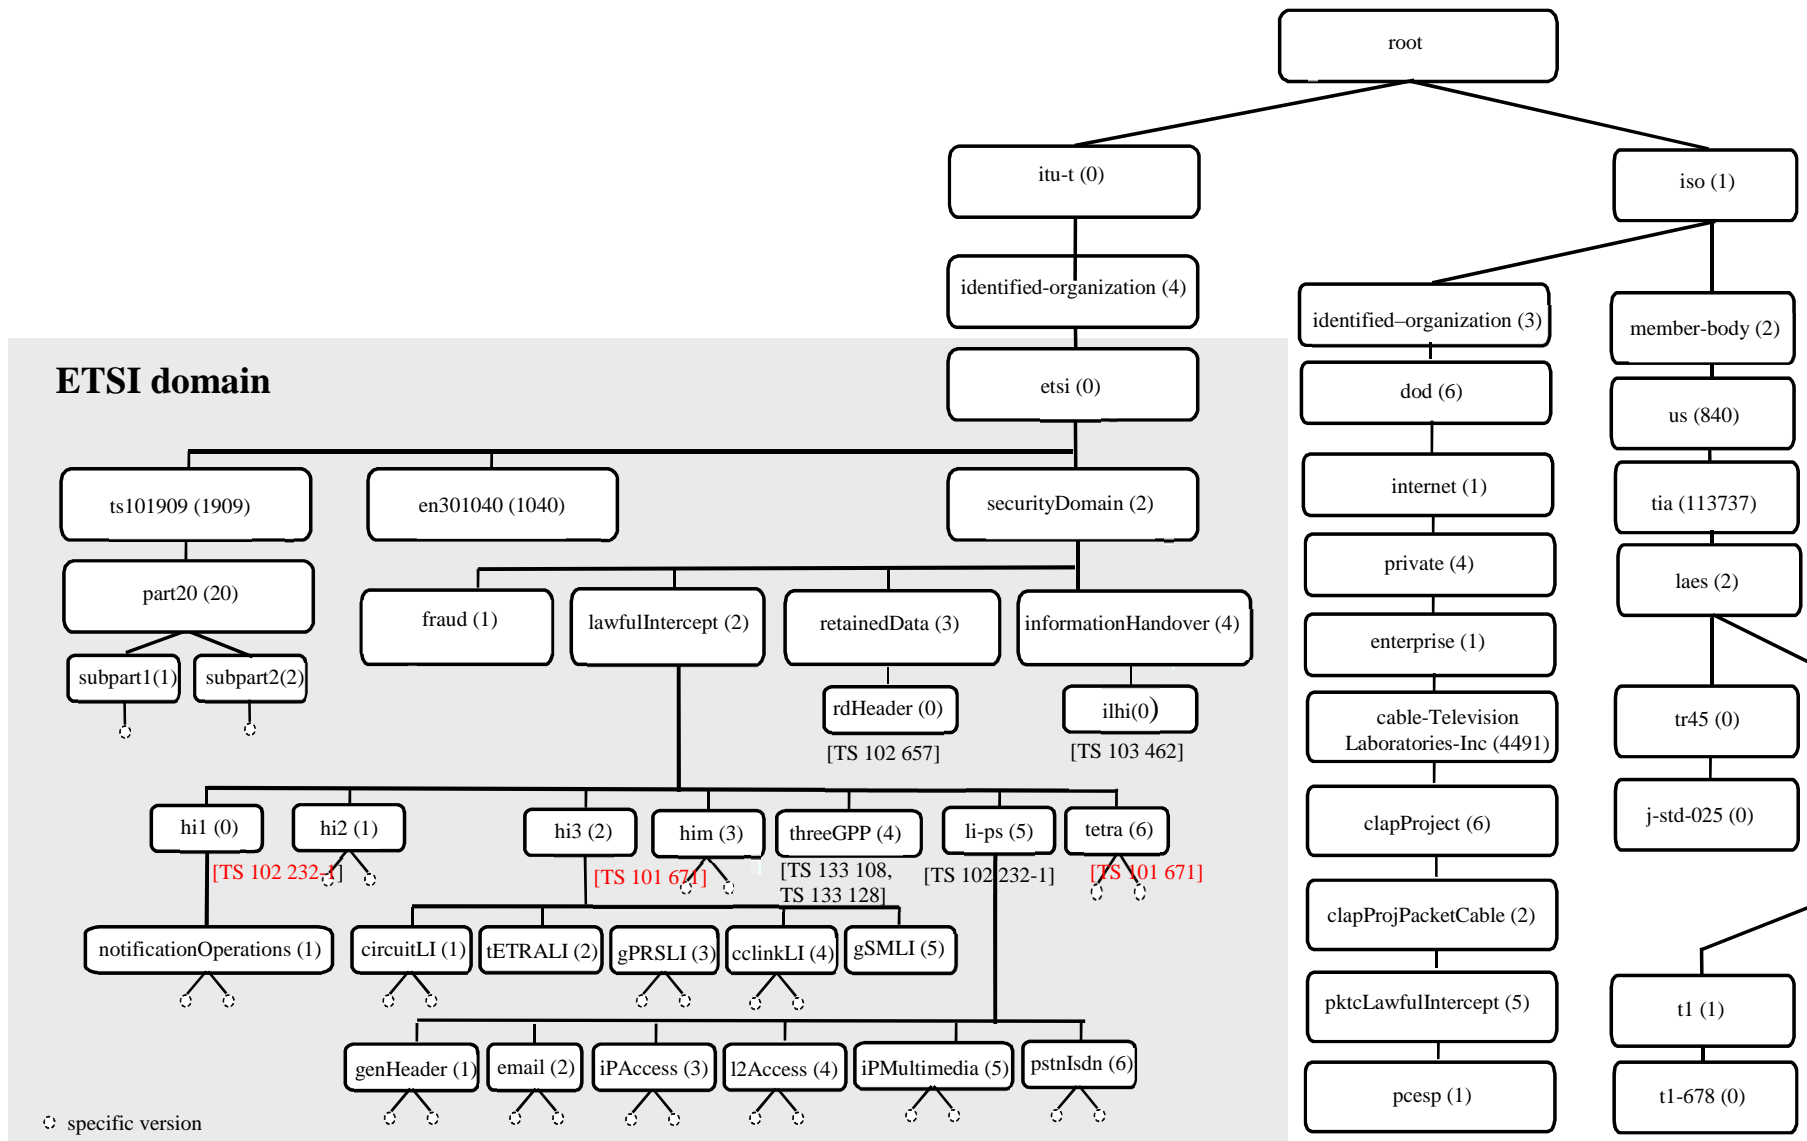 root
itu-t (0)
iso (1)
identified-organization (4)
identified–organization (3)
member-body (2)
ETSI domain
etsi (0)
dod (6)
us (840)
ts101909 (1909)
en301040 (1040)
securityDomain (2)
internet (1)
tia (113737)
part20 (20)
fraud (1)
lawfulIntercept (2)
retainedData (3)
informationHandover (4)
private (4)
laes (2)
subpart1(1)
subpart2(2)
enterprise (1)
rdHeader (0)
ilhi(0)
[TS 102 657]
[TS 103 462]
cable-Television
Laboratories-Inc (4491)
tr45 (0)
hi1 (0)
hi2 (1)
hi3 (2)
him (3)
threeGPP (4)
li-ps (5)
tetra (6)
clapProject (6)
j-std-025 (0)
[TS 102 232-1]
[TS 101 671]
[TS 133 108,
TS 133 128]
[TS 102 232-1]
[TS 101 671]
notificationOperations (1)
circuitLI (1)
tETRALI (2)
gPRSLI (3)
cclinkLI (4)
gSMLI (5)
clapProjPacketCable (2)
pktcLawfulIntercept (5)
t1 (1)
genHeader (1)
email (2)
iPAccess (3)
l2Access (4)
iPMultimedia (5)
pstnIsdn (6)
pcesp (1)
t1-678 (0)
specific version